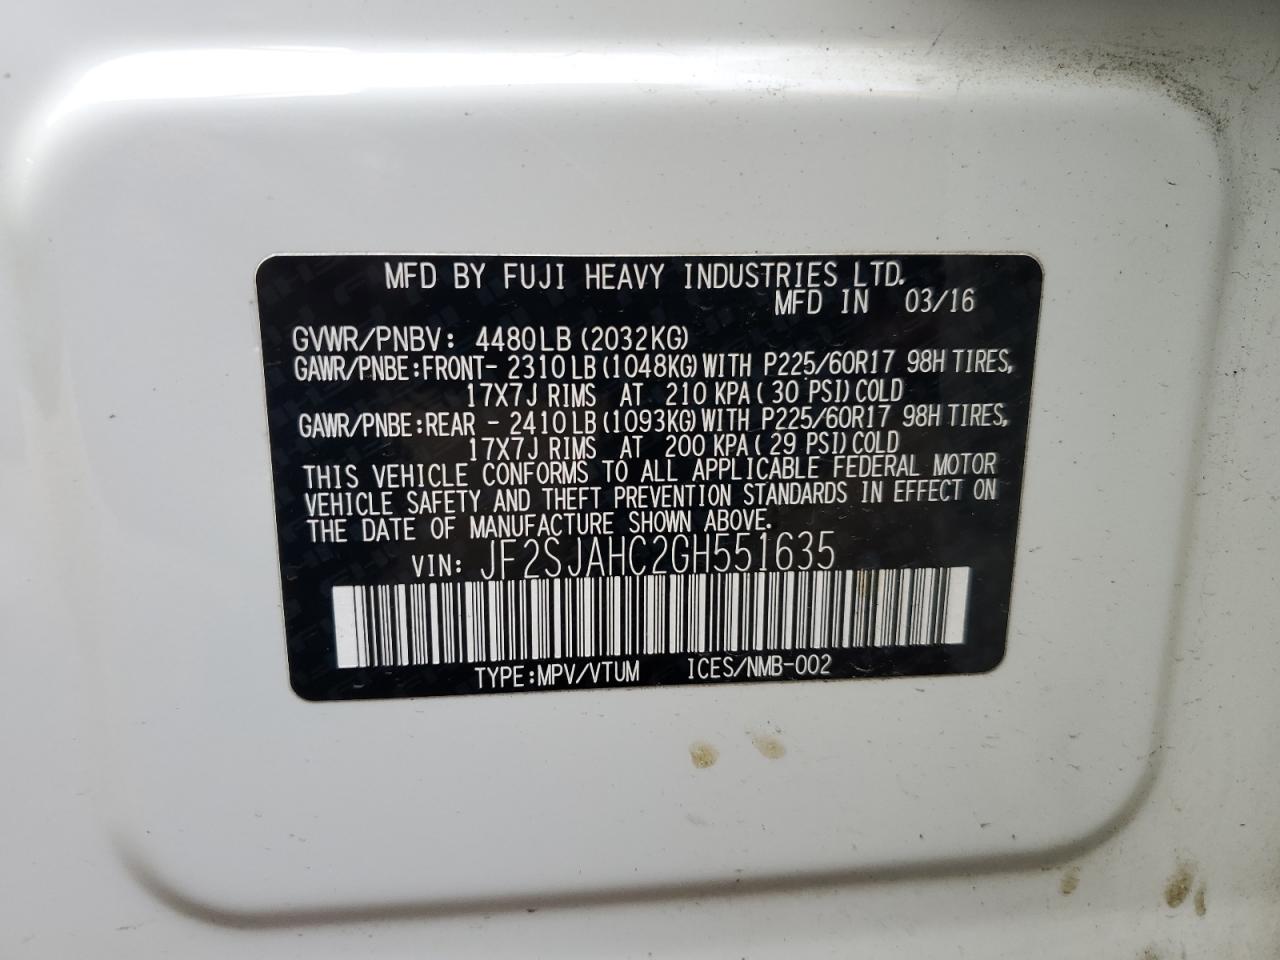 MFD BY FUJI HEAVY INDUSTRIES LTD.
MFD IN 03/16
GVWR/PNBV: 4480LB(2032KG)
GAWR/PNBE:FRONT- 2310LB(1048KG)WITH P225/60R17 98H TIRES,
17X7J RIMS AT 210 KPA(30 PSI)COLD
GAWR/PNBE:REAR - 2410LB(1093KG)WITH P225/60R17 98H TIRES,
17X7J RIMS AT 200 KPA(29 PSI)COLD
THIS VEHICLE CONFORMS TO ALL APPLICABLE FEDERAL MOTOR
VEHICLE SAFETY AND THEFT PREVENTION STANDARDS IN EFFECT ON
THE DATE OF MANUFACTURE SHOWN ABOVE.
VIN: JF2SJAHC2GH551635
TYPE:MPV/VTUM ICES/NMB-002